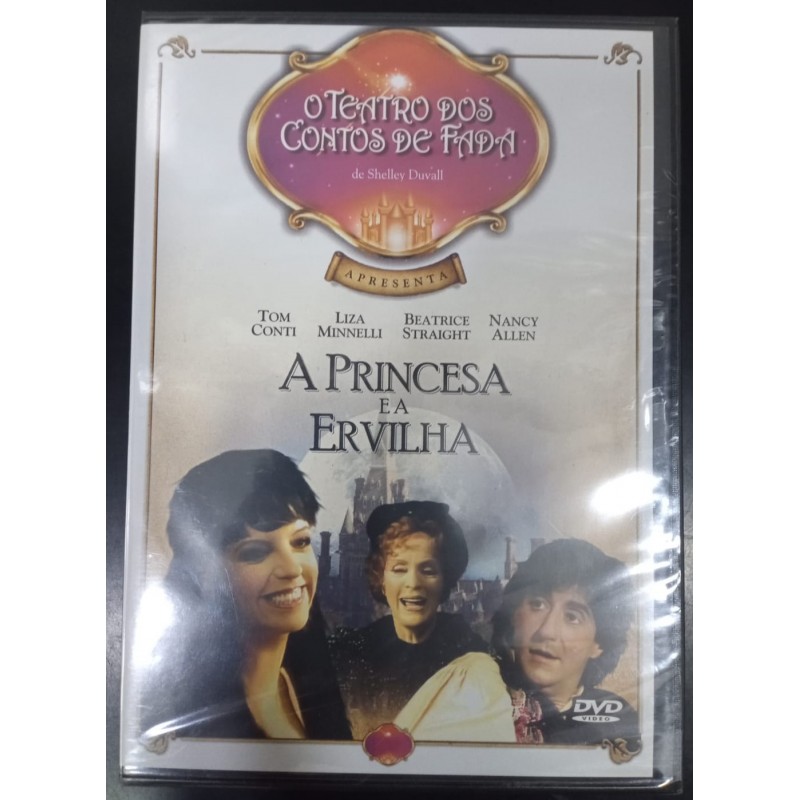 O TEATRO DOS
CONTOS DE FADA
de Shelley Duvall
APRESENTA
TOM CONTI
LIZA MINNELLI
BEATRICE STRAIGHT
NANCY ALLEN
A PRINCESA
E A
ERVILHA
DVD
VIDEO